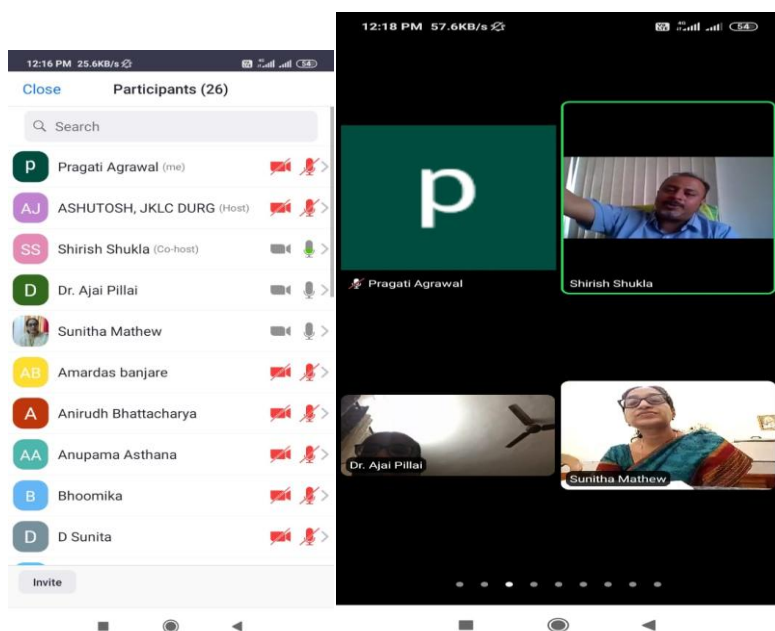 12:16 PM 25.6KB/s
54
Close Participants (26)
Search
p Pragati Agrawal (me)
AJ ASHUTOSH, JKLC DURG (Host)
SS Shirish Shukla (Co-host)
D Dr. Ajai Pillai
Sunitha Mathew
AB Amardas banjare
A Anirudh Bhattacharya
AA Anupama Asthana
B Bhoomika
D D Sunita
Invite
12:18 PM 57.6KB/s
4G
54
p
Pragati Agrawal
Shirish Shukla
Dr. Ajai Pillai
Sunitha Mathew